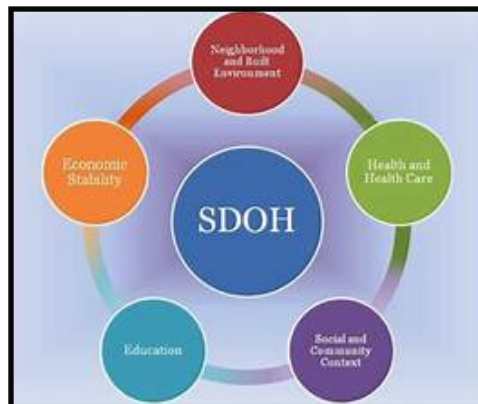 Neighborhood
and Built
Environment
Economic
Stability
Health and
Health Care
SDOH
Education
Social and
Community
Context